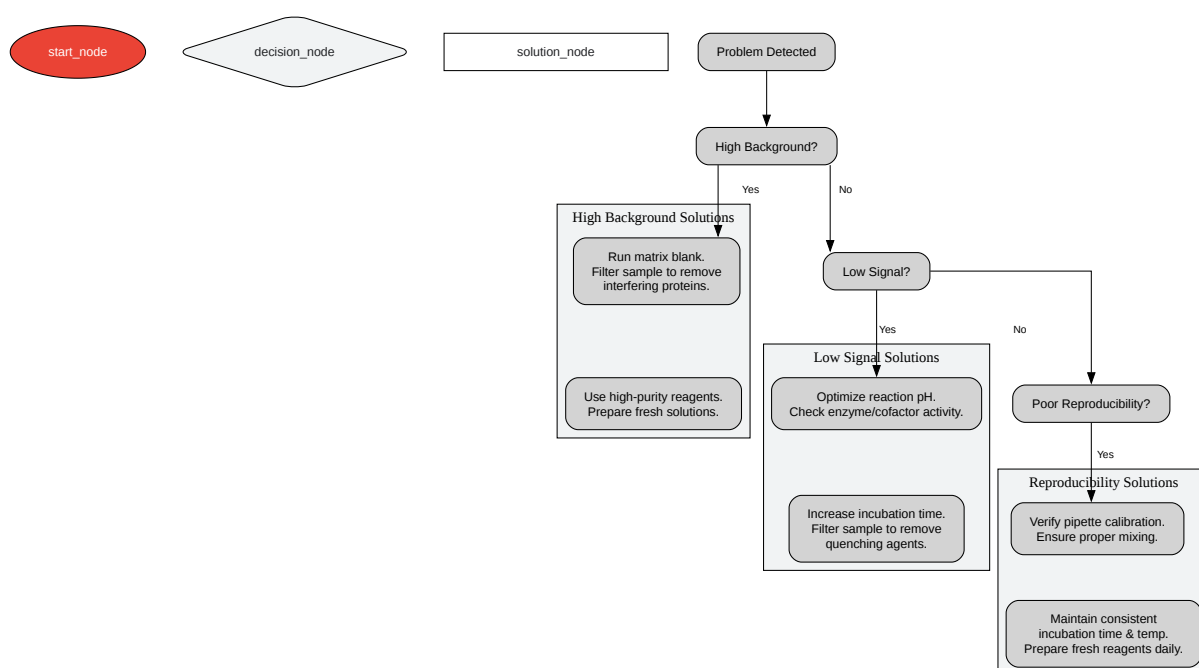 start_node
decision_node
solution_node
Problem Detected
High Background?
Yes
No
High Background Solutions
Run matrix blank.
Filter sample to remove
interfering proteins.
Use high-purity reagents.
Prepare fresh solutions.
Low Signal?
Yes
No
Low Signal Solutions
Optimize reaction pH.
Check enzyme/cofactor activity.
Increase incubation time.
Filter sample to remove
quenching agents.
Poor Reproducibility?
Yes
Reproducibility Solutions
Verify pipette calibration.
Ensure proper mixing.
Maintain consistent
incubation time & temp.
Prepare fresh reagents daily.